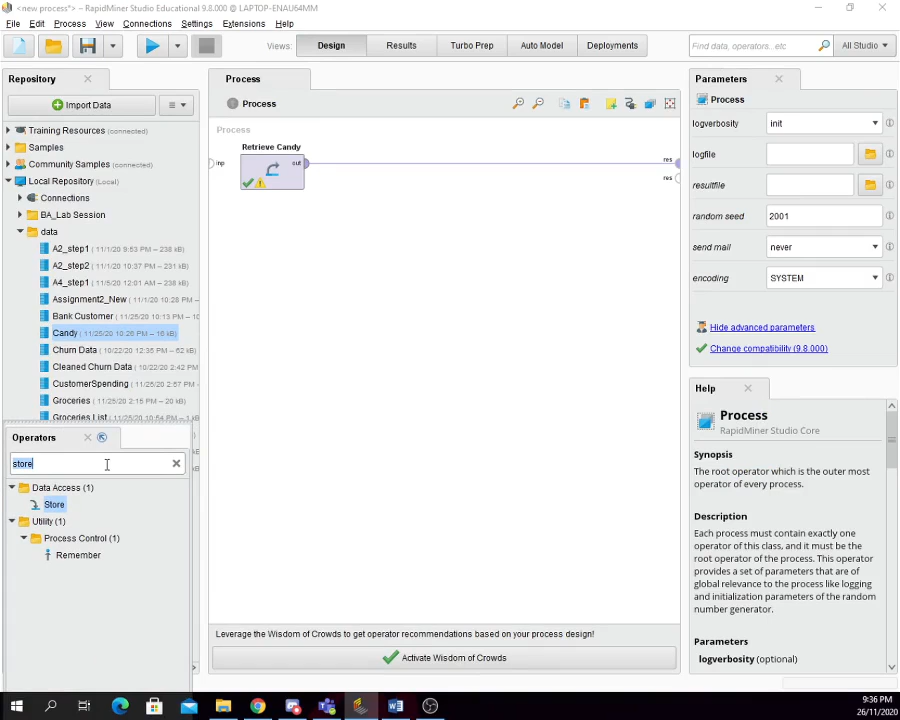 <new process*> – RapidMiner Studio Educational 9.8.000 @ LAPTOP-ENAU64MM
File Edit Process View Connections Settings Extensions Help
Views: Design Results Turbo Prep Auto Model Deployments Find data, operators...etc All Studio
Repository
Import Data
Training Resources (connected)
Samples
Community Samples (connected)
Local Repository (Local)
Connections
BA_Lab Session
data
A2_step1 (11/1/20 9:53 PM – 238 kB)
A2_step2 (11/1/20 10:37 PM – 231 kB)
A4_step1 (11/5/20 12:01 AM – 238 kB)
Assignment2_New (11/1/20 10:28 PM –
Bank Customer (11/25/20 10:13 PM – 10
Candy (11/25/20 10:26 PM – 16 kB)
Churn Data (10/22/20 12:35 PM – 62 kB)
Cleaned Churn Data (10/22/20 2:42 PM
CustomerSpending (11/25/20 2:57 PM –
Groceries (11/25/20 2:15 PM – 20 kB)
Groceries List (11/25/20 10:54 PM – 1 kB
Operators
store
Data Access (1)
Store
Utility (1)
Process Control (1)
Remember
Process
Process
Process
Retrieve Candy
inp
out
res
res
Leverage the Wisdom of Crowds to get operator recommendations based on your process design!
Activate Wisdom of Crowds
Parameters
Process
logverbosity init
logfile
resultfile
random seed 2001
send mail never
encoding SYSTEM
Hide advanced parameters
Change compatibility (9.8.000)
Help
Process
RapidMiner Studio Core
Synopsis
The root operator which is the outer most
operator of every process.
Description
Each process must contain exactly one
operator of this class, and it must be the
root operator of the process. This operator
provides a set of parameters that are of
global relevance to the process like logging
and initialization parameters of the random
number generator.
Parameters
logverbosity (optional)
9:36 PM
26/11/2020